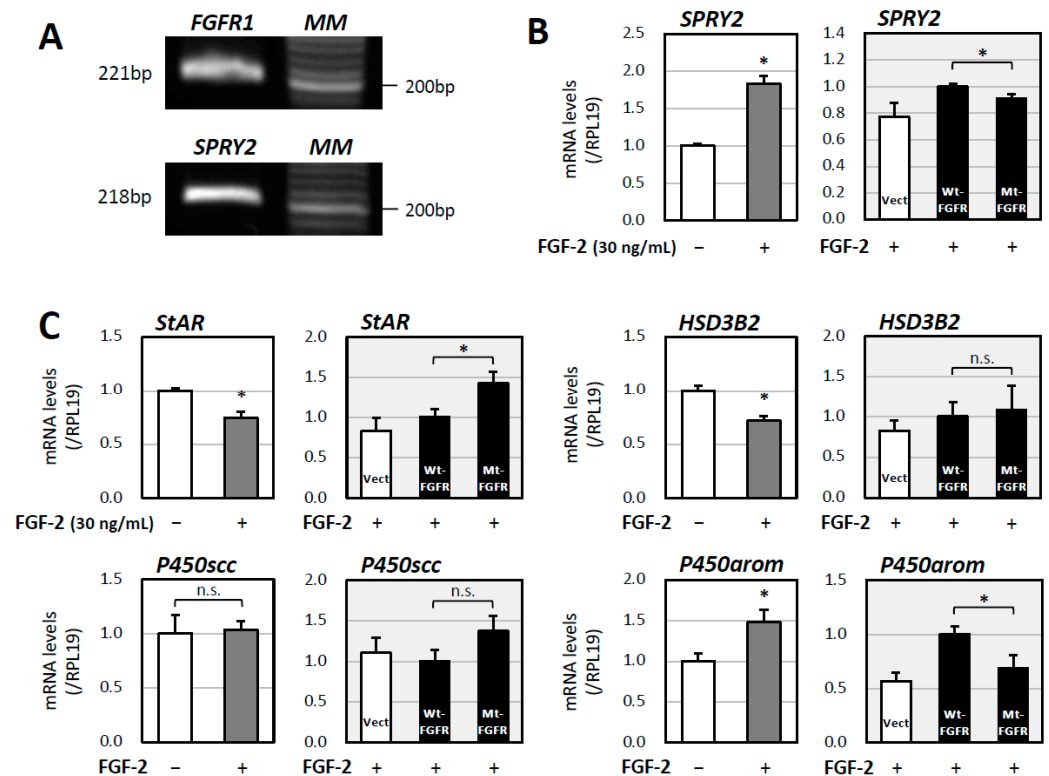 A
FGFR1 MM
221bp
200bp
SPRY2 MM
218bp
200bp
B
SPRY2
mRNA levels
(/RPL19)
2.5
2.0
1.5
1.0
0.5
0.0
*
FGF-2 (30 ng/mL) − +
SPRY2
1.4
1.2
1.0
0.8
0.6
0.4
0.2
0.0
*
Vect
Wt-
FGFR
Mt-
FGFR
FGF-2 + + +
C
StAR
mRNA levels
(/RPL19)
1.5
1.0
0.5
0.0
*
FGF-2 (30 ng/mL) − +
StAR
2.0
1.5
1.0
0.5
0.0
*
Vect
Wt-
FGFR
Mt-
FGFR
FGF-2 + + +
HSD3B2
mRNA levels
(/RPL19)
1.5
1.0
0.5
0.0
*
FGF-2 − +
HSD3B2
2.0
1.5
1.0
0.5
0.0
n.s.
Vect
Wt-
FGFR
Mt-
FGFR
FGF-2 + + +
P450scc
mRNA levels
(/RPL19)
1.5
1.0
0.5
0.0
n.s.
FGF-2 − +
P450scc
2.0
1.5
1.0
0.5
0.0
n.s.
Vect
Wt-
FGFR
Mt-
FGFR
FGF-2 + + +
P450arom
mRNA levels
(/RPL19)
2.0
1.5
1.0
0.5
0.0
*
FGF-2 − +
P450arom
1.5
1.0
0.5
0.0
*
Vect
Wt-
FGFR
Mt-
FGFR
FGF-2 + + +